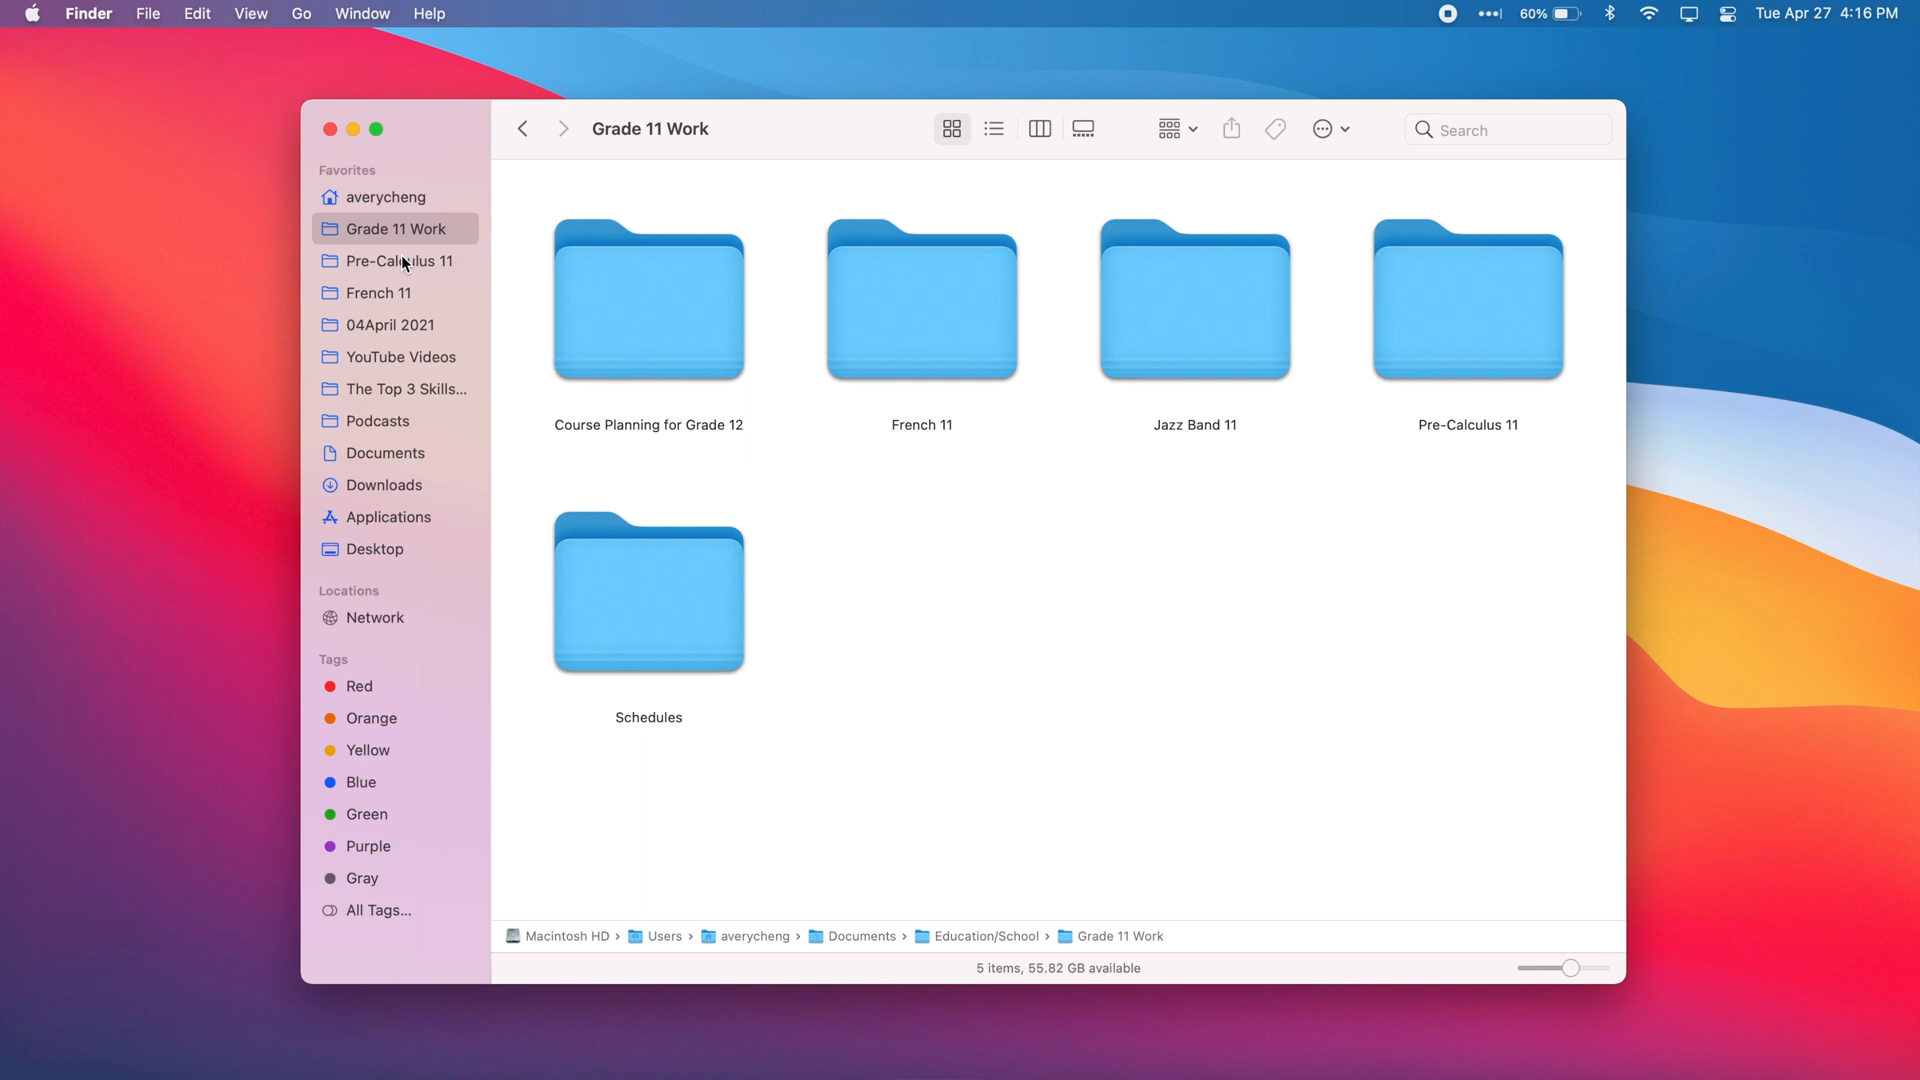 Finder File Edit View Go Window Help
60% Tue Apr 27 4:16 PM
Grade 11 Work
Search
Favorites
averycheng
Grade 11 Work
Pre-Calculus 11
French 11
04April 2021
YouTube Videos
The Top 3 Skills...
Podcasts
Documents
Downloads
Applications
Desktop
Locations
Network
Tags
Red
Orange
Yellow
Blue
Green
Purple
Gray
All Tags...
Course Planning for Grade 12
French 11
Jazz Band 11
Pre-Calculus 11
Schedules
Macintosh HD › Users › averycheng › Documents › Education/School › Grade 11 Work
5 items, 55.82 GB available